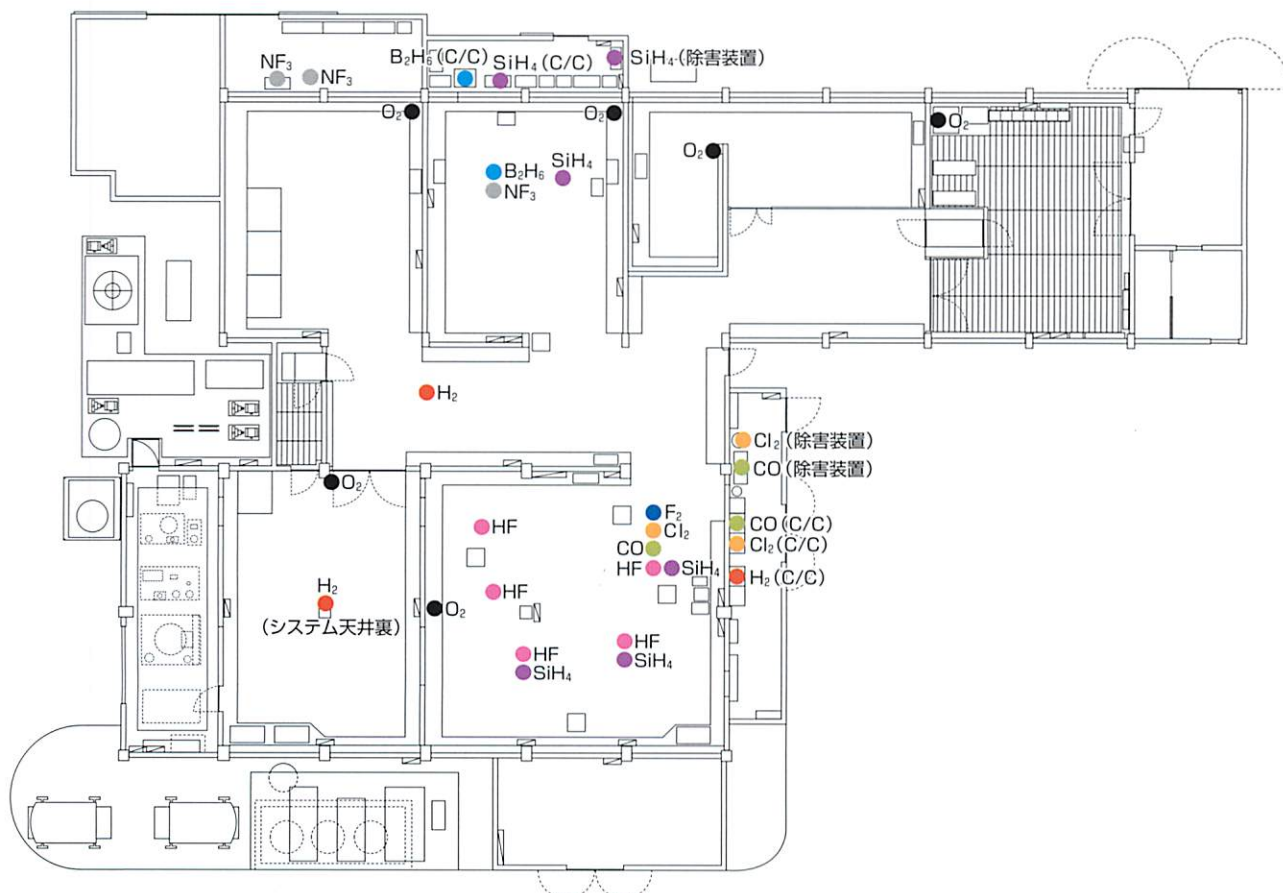 B₂H₆ (C/C)
SiH₄ (C/C)
SiH₄ (除害装置)
NF₃
NF₃
O₂
O₂
O₂
O₂
B₂H₆
NF₃
SiH₄
H₂
Cl₂ (除害装置)
CO (除害装置)
CO (C/C)
Cl₂ (C/C)
H₂ (C/C)
O₂
H₂
(システム天井裏)
O₂
HF
HF
F₂
Cl₂
CO
HF
SiH₄
HF
SiH₄
HF
SiH₄